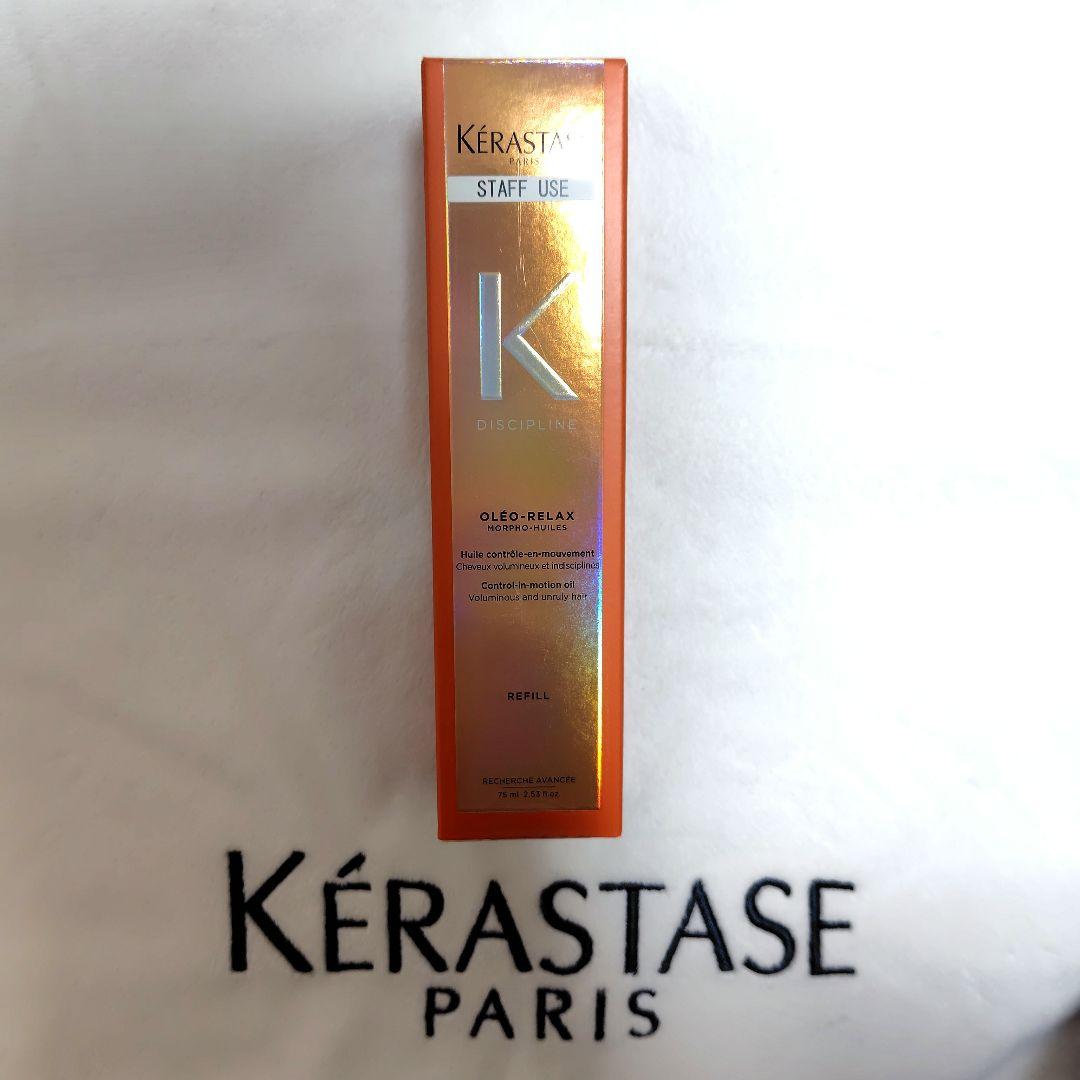 KÉRASTASE
PARIS
STAFF USE
K
DISCIPLINE
OLÉO-RELAX
MORPHO-HUILES
Huile contrôle-en-mouvement
Cheveux volumineux et indisciplinés
Control-in-motion oil
Voluminous and unruly hair
REFILL
RECHERCHE AVANCÉE
75 ml 2.53 fl.oz
KÉRASTASE
PARIS